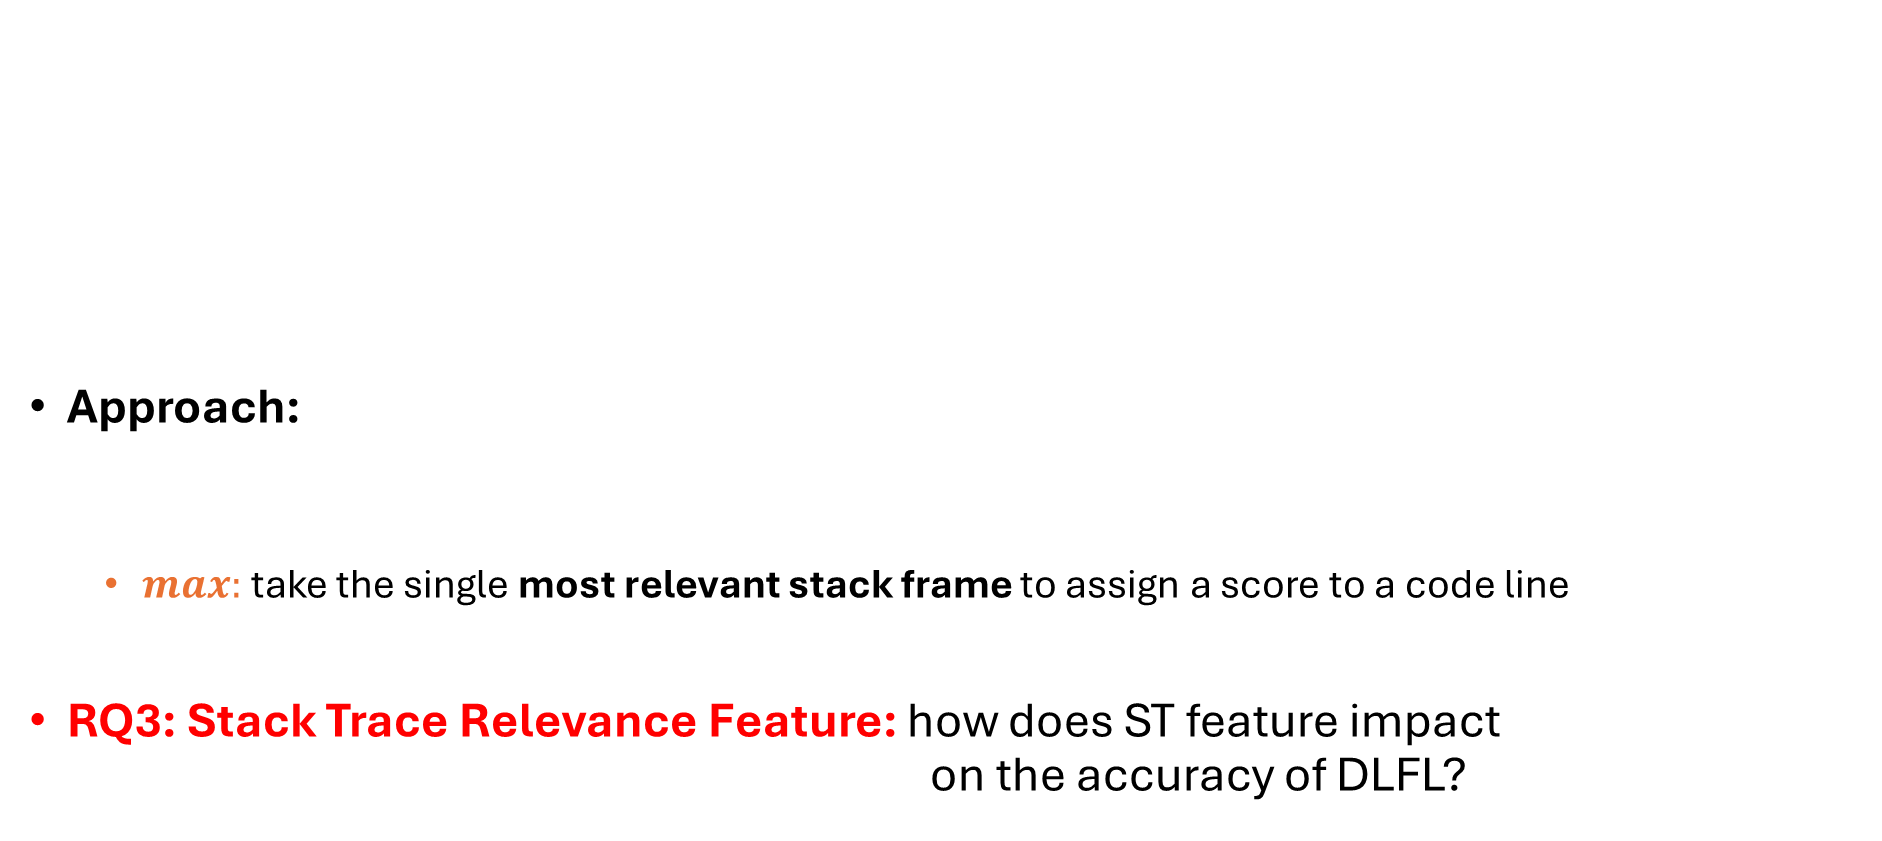 • Approach:
• max: take the single most relevant stack frame to assign a score to a code line
• RQ3: Stack Trace Relevance Feature: how does ST feature impact
on the accuracy of DLFL?